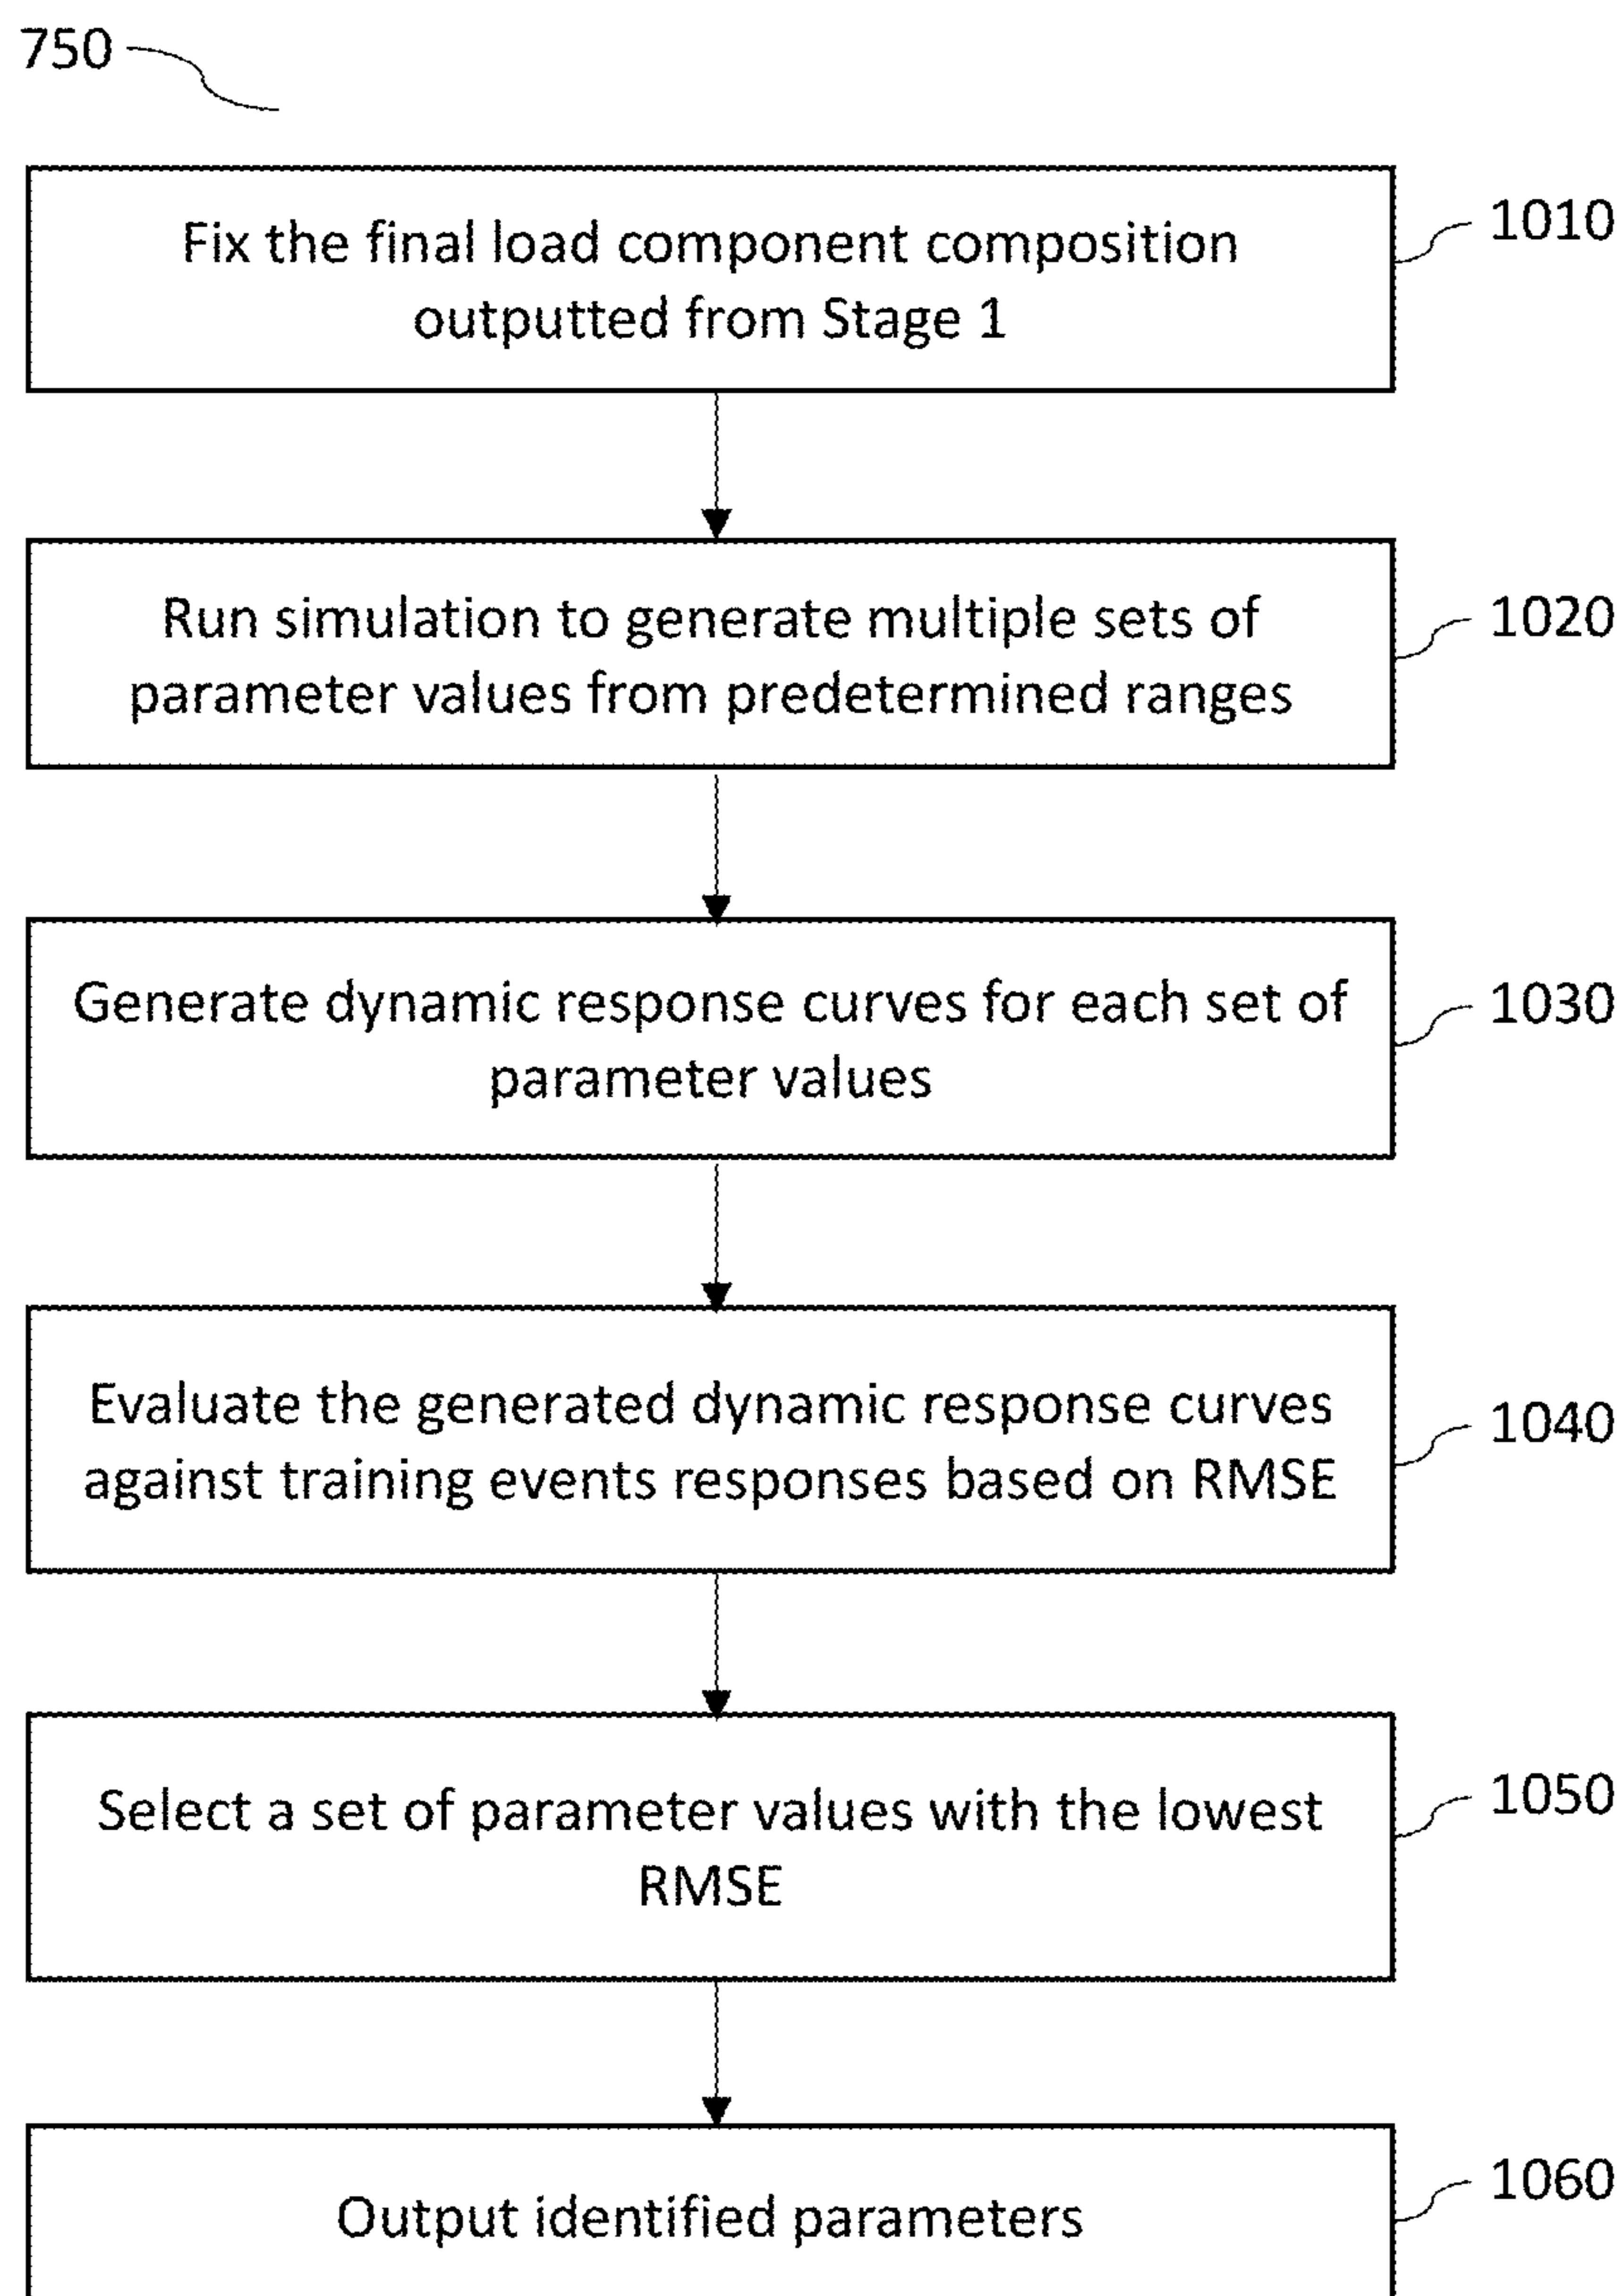 750
Fix the final load component composition
outputted from Stage 1
1010
Run simulation to generate multiple sets of
parameter values from predetermined ranges
1020
Generate dynamic response curves for each set of
parameter values
1030
Evaluate the generated dynamic response curves
against training events responses based on RMSE
1040
Select a set of parameter values with the lowest
RMSE
1050
Output identified parameters
1060